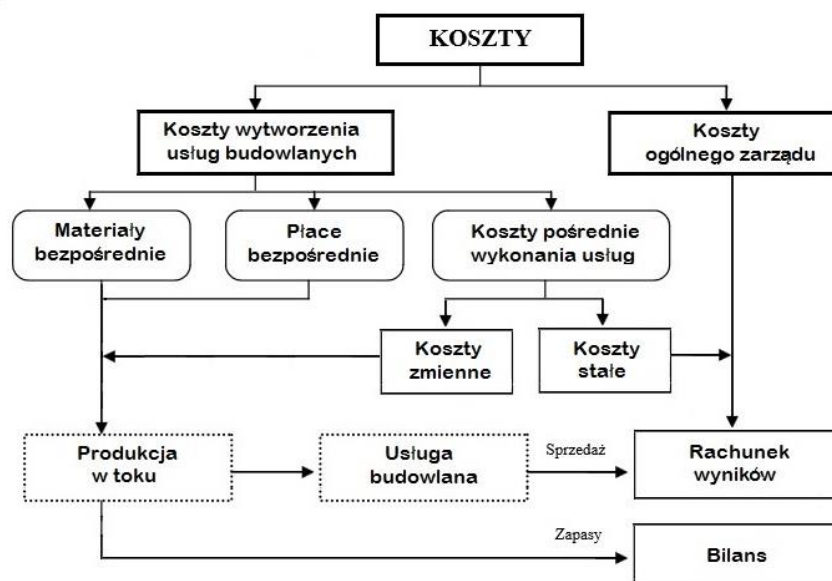 KOSZTY
Koszty wytworzenia
usług budowlanych
Koszty
ogólnego zarządu
Materiały
bezpośrednie
Płace
bezpośrednie
Koszty pośrednie
wykonania usług
Koszty
zmienne
Koszty
stałe
Produkcja
w toku
Usługa
budowlana
Sprzedaż
Rachunek
wyników
Zapasy
Bilans